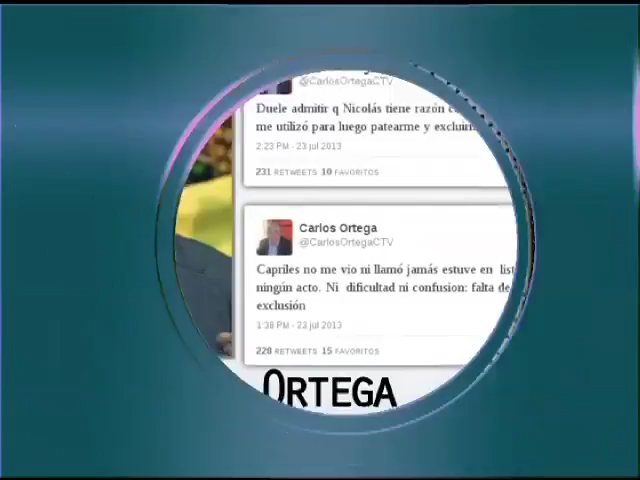 @CarlosOrtegaCTV
Duele admitir q Nicolás tiene razón
me utilizó para luego patearme y
2:23 PM - 23 jul 2013
231 RETWEETS 10 FAVORITOS
Carlos Ortega
@CarlosOrtegaCTV
Capriles no me vio ni llamó jamás estuve en
ningún acto. Ni dificultad ni confusion: falta de
exclusión
1:38 PM - 23 jul 2013
228 RETWEETS 15 FAVORITOS
ORTEGA